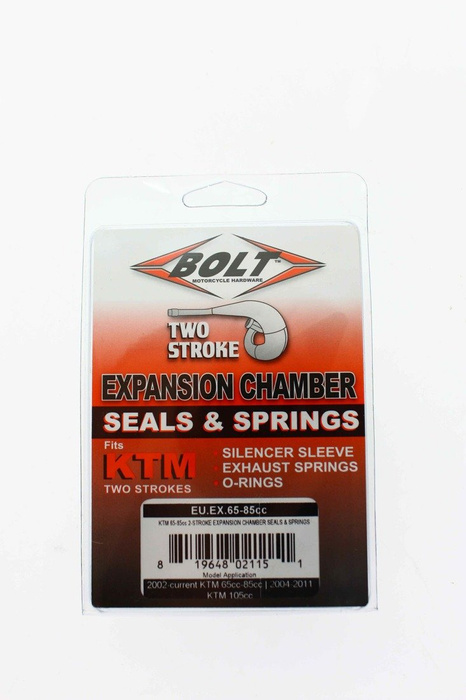 BOLT™
MOTORCYCLE HARDWARE
TWO
STROKE
EXPANSION CHAMBER
SEALS & SPRINGS
Fits
KTM
TWO STROKES
SILENCER SLEEVE
· EXHAUST SPRINGS
· O-RINGS
EU.EX.65-85cc
KTM 65-85cc 2-STROKE EXPANSION CHAMBER SEALS & SPRINGS
8 19648 02115 1
Model Application
2002-current KTM 65cc-85cc | 2004-2011
KTM 105cc